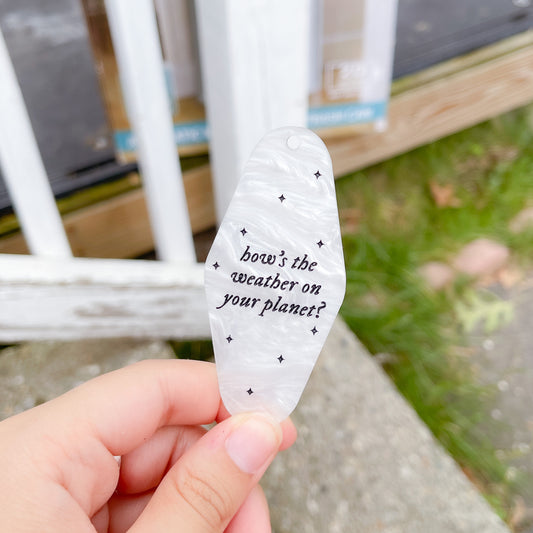 how's the
weather on
your planet?